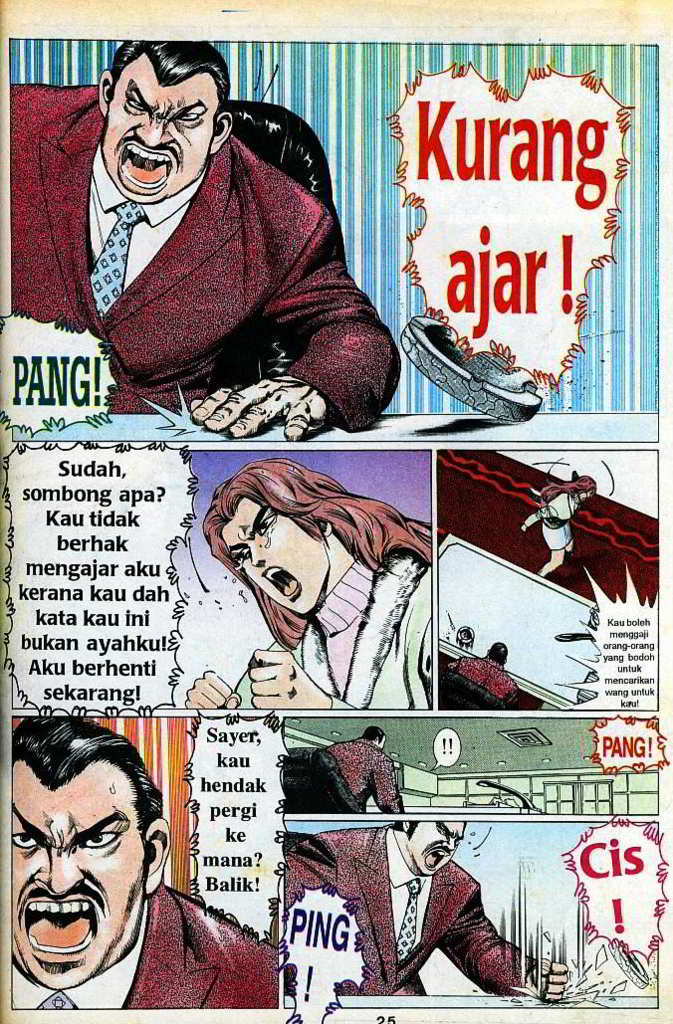 Kurang
ajar !
PANG!
Sudah,
sombong apa?
Kau tidak
berhak
mengajar aku
kerana kau dah
kata kau ini
bukan ayahku!
Aku berhenti
sekarang!
Kau boleh
menggaji
orang-orang
yang bodoh
untuk
mencarikan
wang untuk
kau!
Sayer,
kau
hendak
pergi
ke
mana?
Balik!
!!
PANG!
PING
!
Cis
!
25